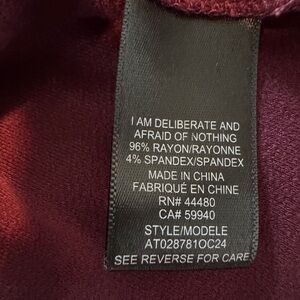 I AM DELIBERATE AND
AFRAID OF NOTHING
96% RAYON/RAYONNE
4% SPANDEX/SPANDEX
MADE IN CHINA
FABRIQUÉ EN CHINE
RN# 44480
CA# 59940
STYLE/MODELE
AT028781OC24
SEE REVERSE FOR CARE